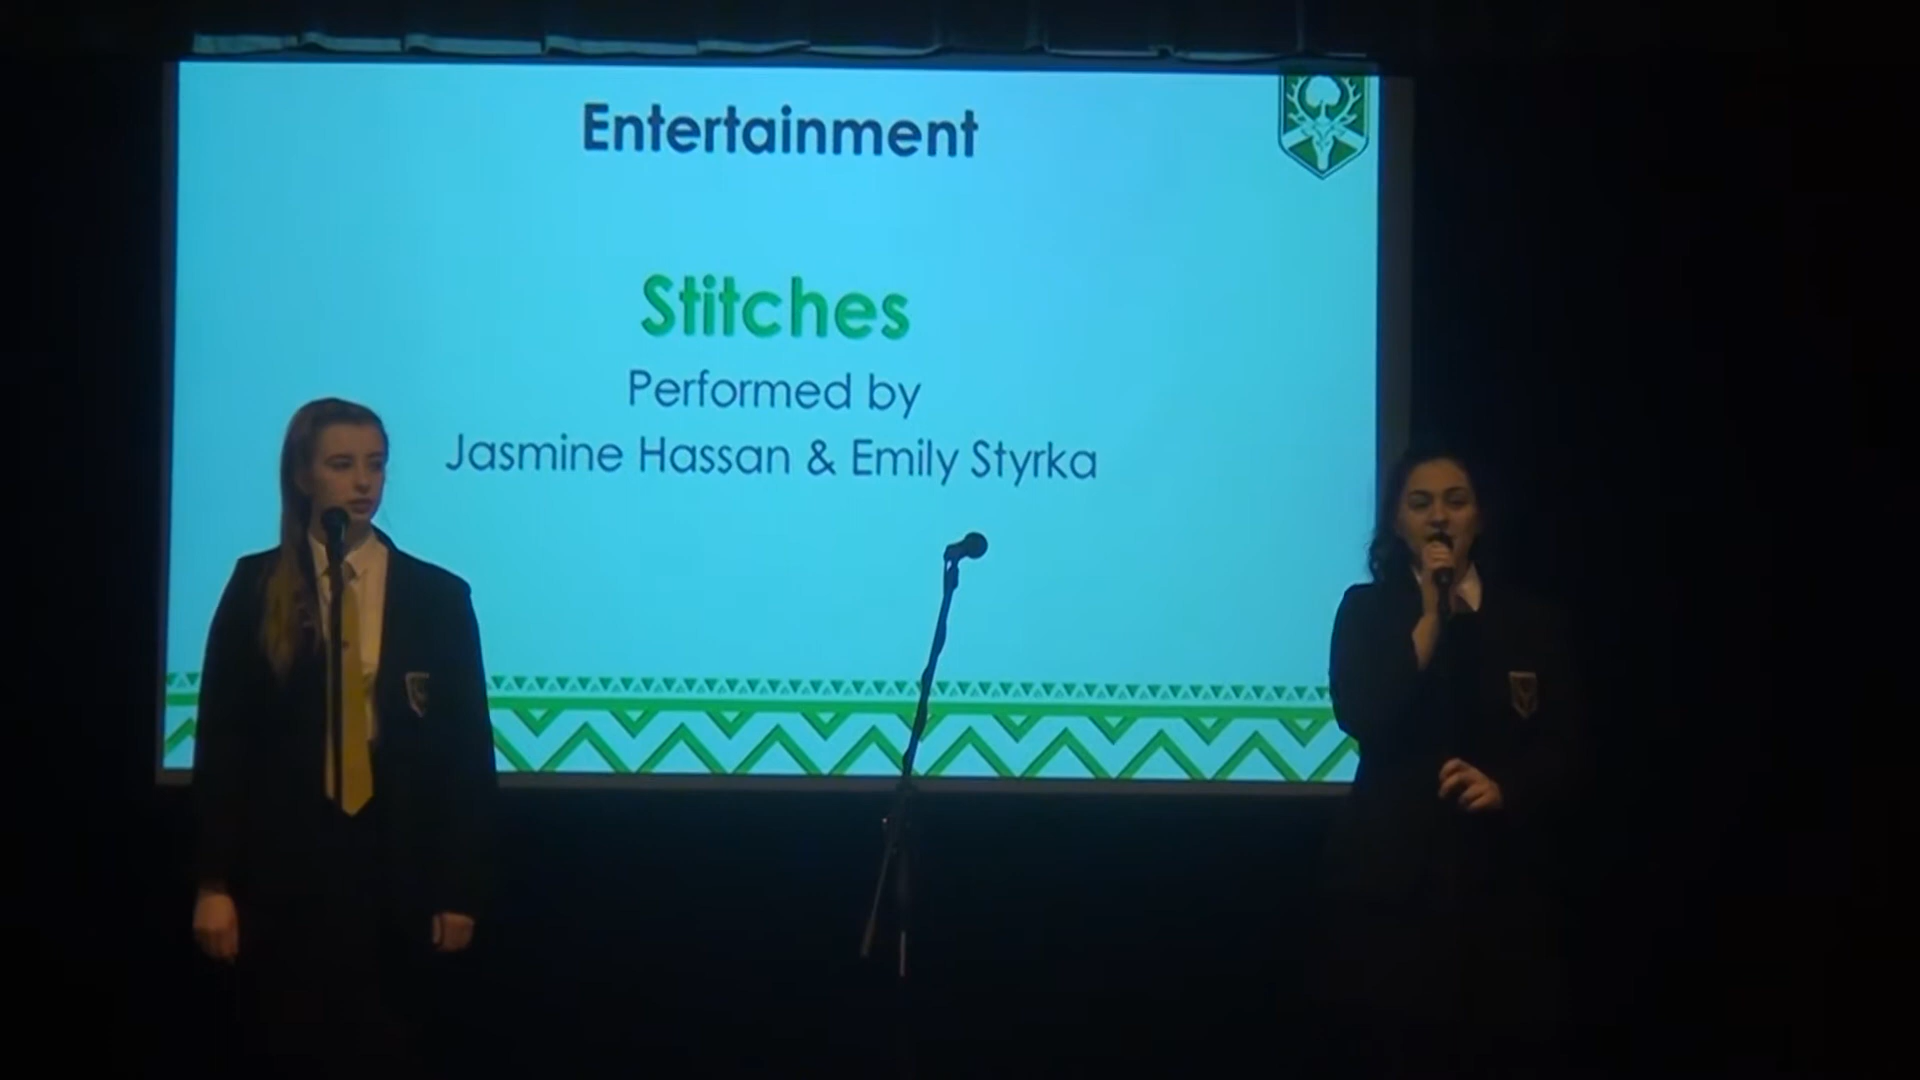 Entertainment
Stitches
Performed by
Jasmine Hassan & Emily Styrka